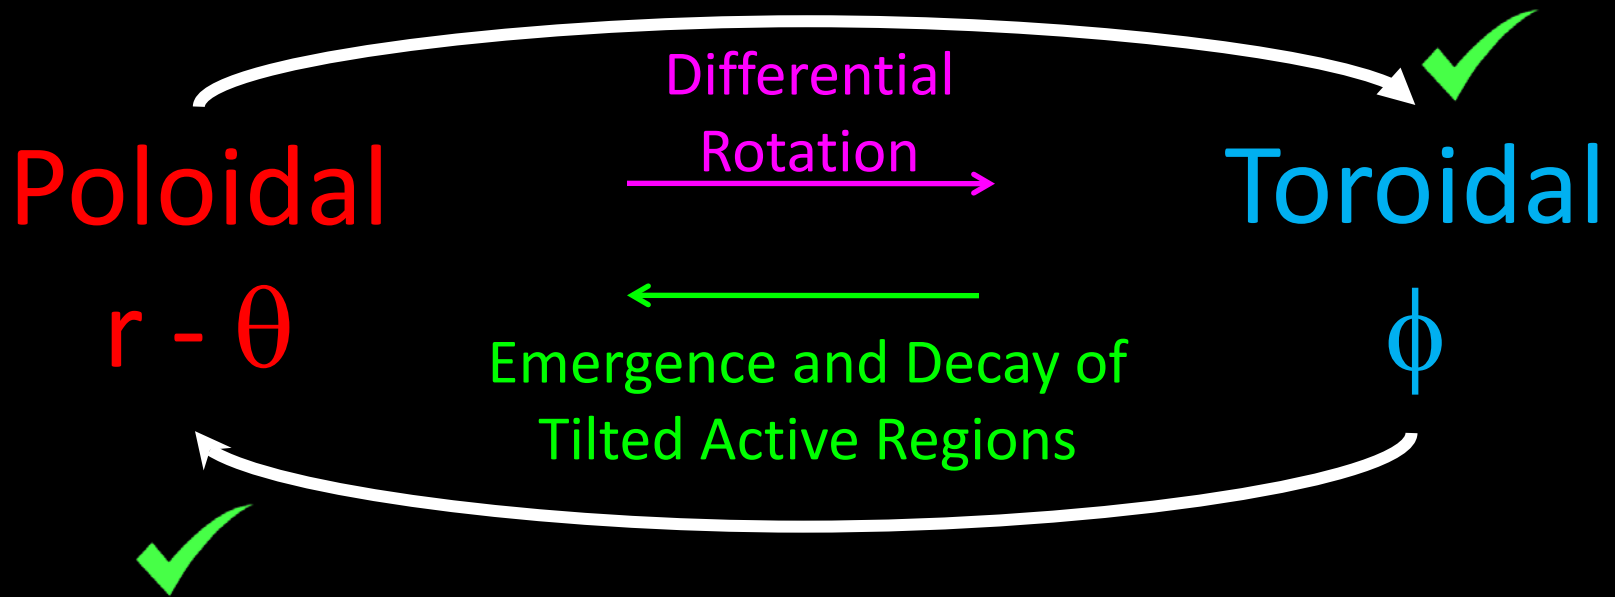 Differential
Rotation
Poloidal
Toroidal
r - θ
ϕ
Emergence and Decay of
Tilted Active Regions